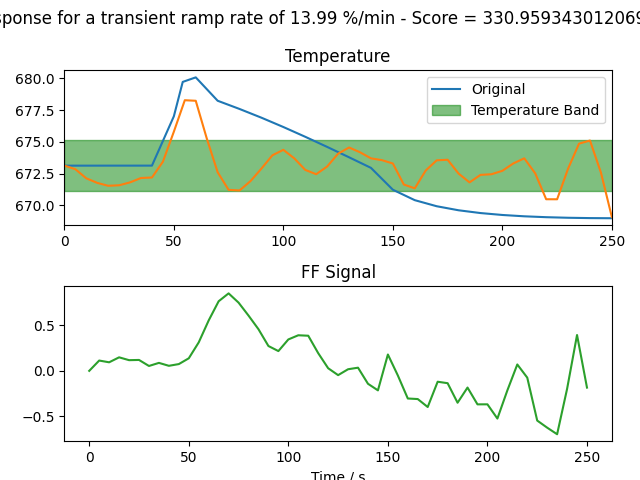 sponse for a transient ramp rate of 13.99 %/min - Score = 330.959343012069
Temperature
Original
Temperature Band
680.0
677.5
675.0
672.5
670.0
0 50 100 150 200 250
FF Signal
0.5
0.0
−0.5
0 50 100 150 200 250
Time / s